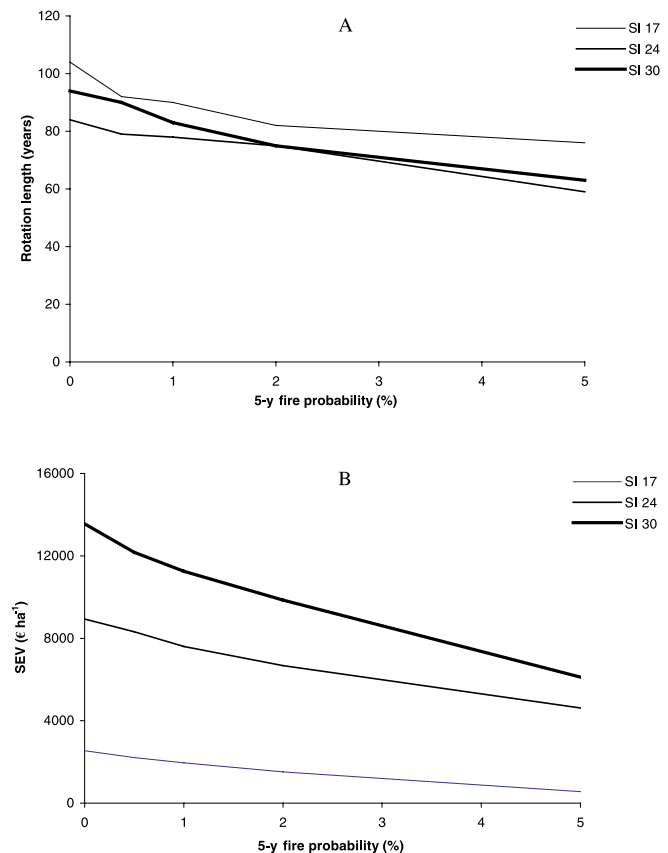 A
SI 17
SI 24
SI 30
120
100
80
60
40
20
0
Rotation length (years)
0 1 2 3 4 5
5-y fire probability (%)
B
SI 17
SI 24
SI 30
16000
12000
8000
4000
0
SEV (€ ha⁻¹)
0 1 2 3 4 5
5-y fire probability (%)